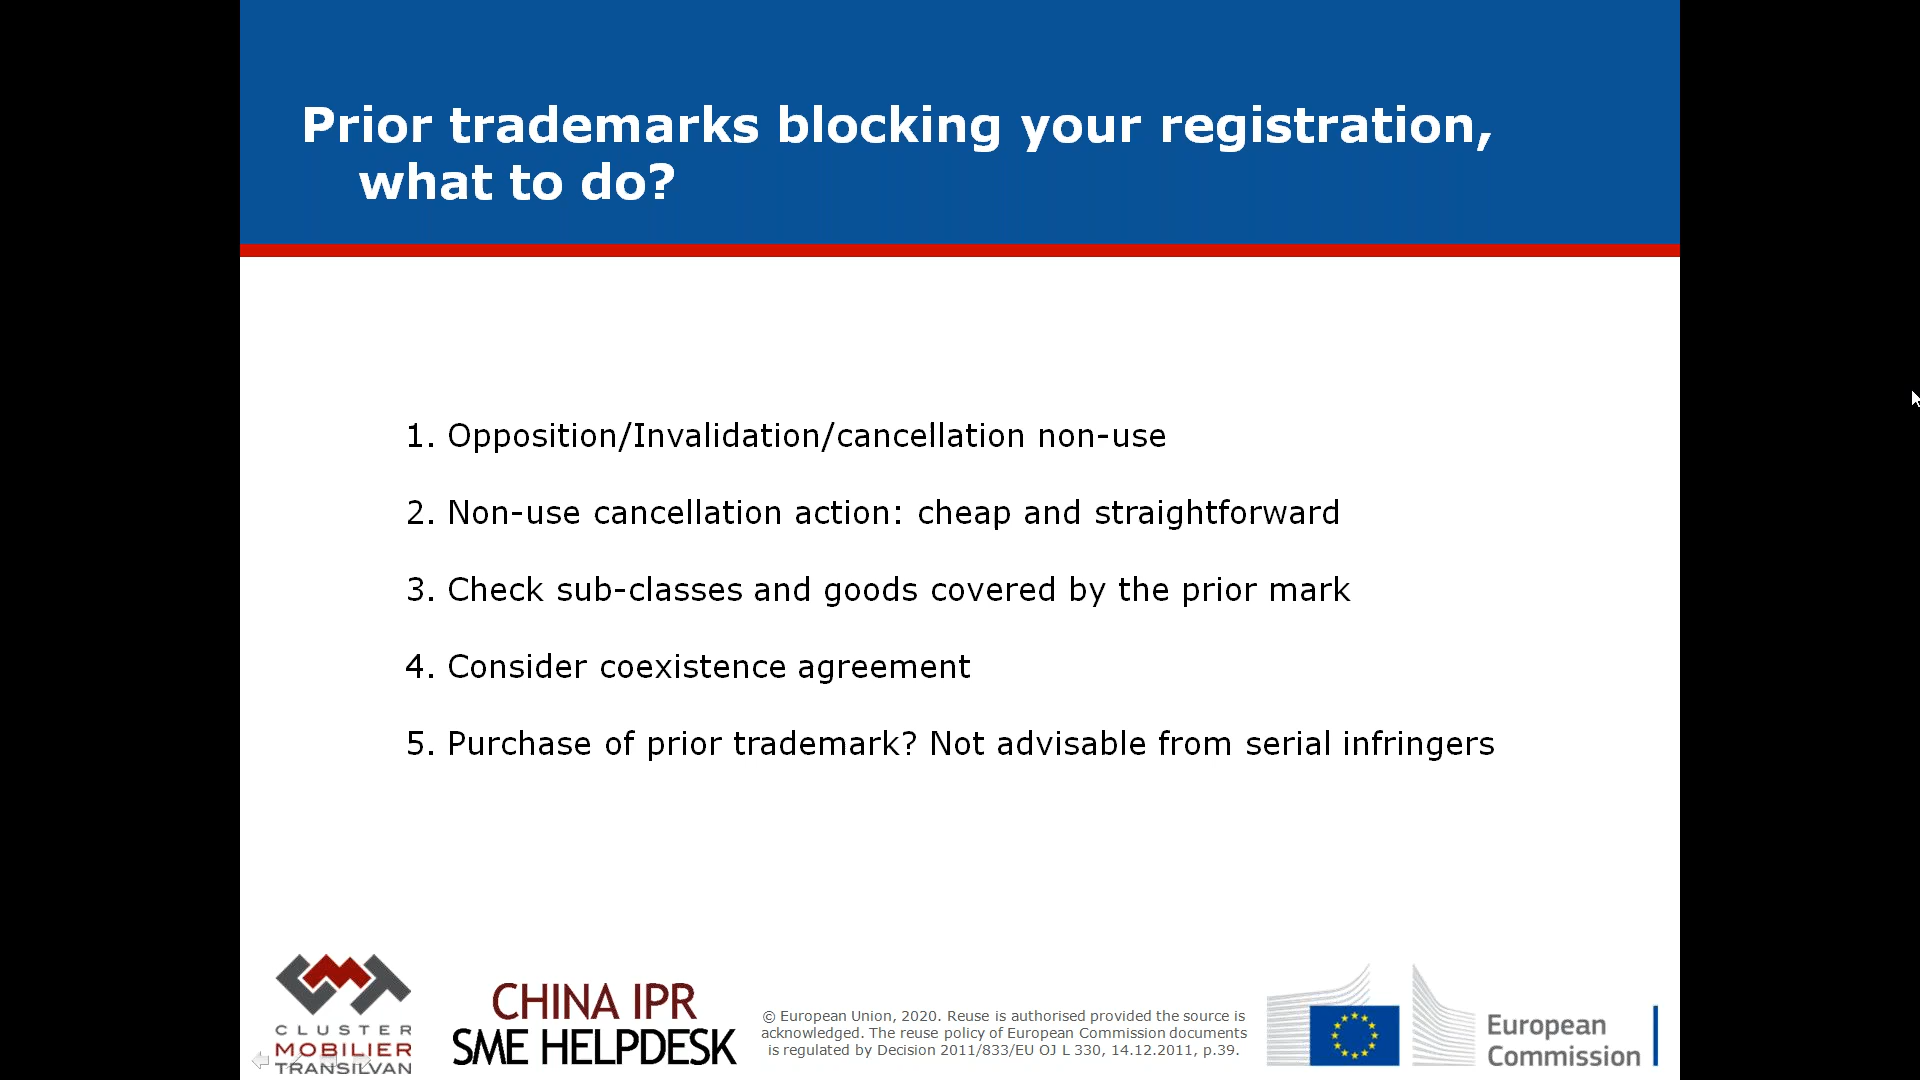 Prior trademarks blocking your registration,
what to do?
1. Opposition/Invalidation/cancellation non-use
2. Non-use cancellation action: cheap and straightforward
3. Check sub-classes and goods covered by the prior mark
4. Consider coexistence agreement
5. Purchase of prior trademark? Not advisable from serial infringers
CLUSTER
MOBILIER
TRANSILVAN
CHINA IPR
SME HELPDESK
© European Union, 2020. Reuse is authorised provided the source is
acknowledged. The reuse policy of European Commission documents
is regulated by Decision 2011/833/EU OJ L 330, 14.12.2011, p.39.
European
Commission